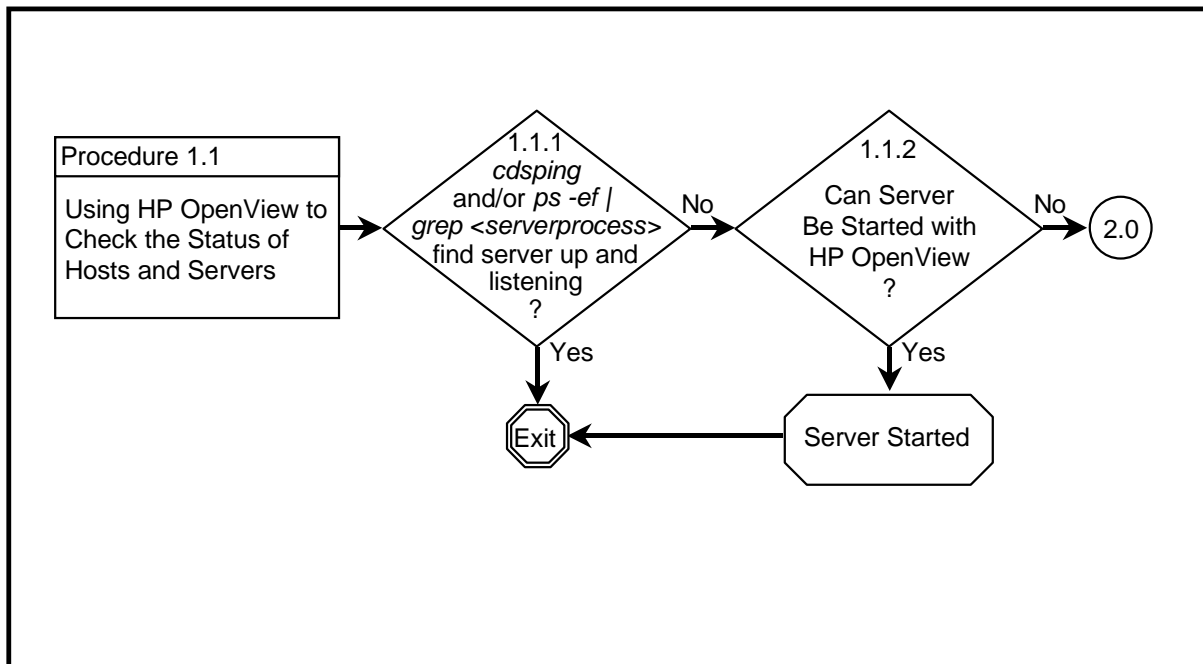 Procedure 1.1
Using HP OpenView to
Check the Status of
Hosts and Servers
1.1.1
cdsping
and/or ps -ef |
grep <serverprocess>
find server up and
listening
?
No
Yes
1.1.2
Can Server
Be Started with
HP OpenView
?
No
2.0
Yes
Exit
Server Started